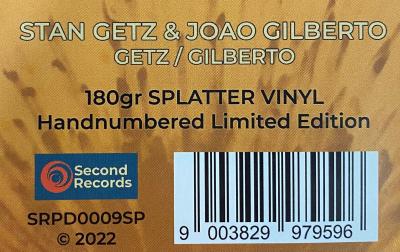 STAN GETZ & JOAO GILBERTO
GETZ / GILBERTO
180gr SPLATTER VINYL
Handnumbered Limited Edition
Second
Records
SRPD0009SP
© 2022
9 003829 979596